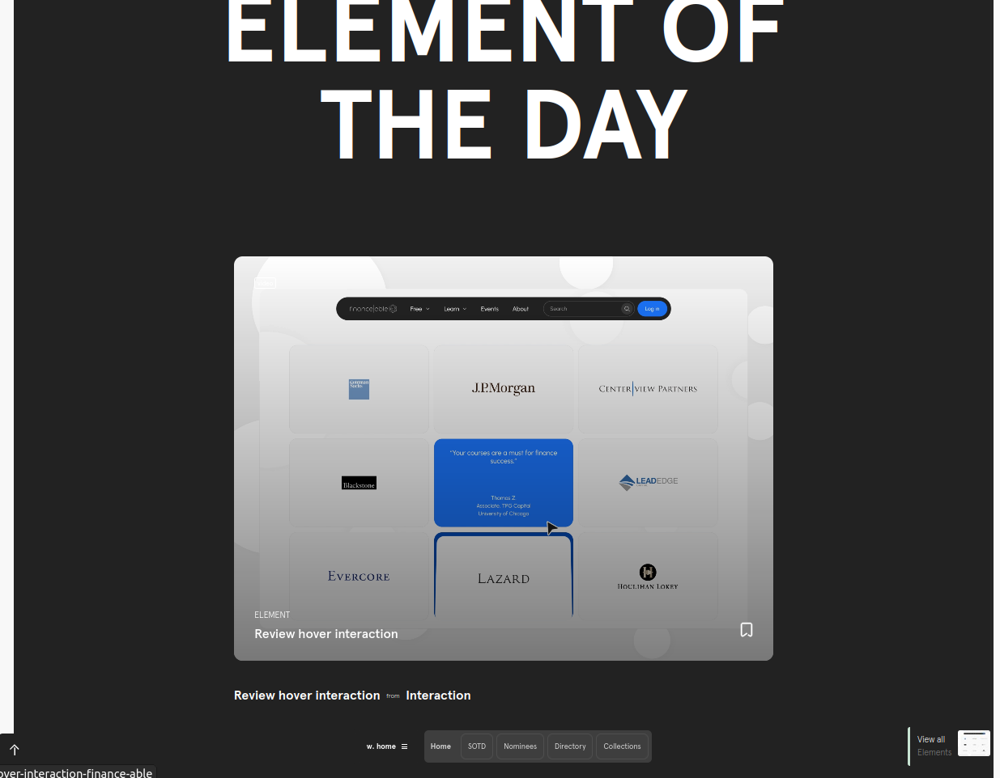 ELEMENT OF
THE DAY
finance|able
Free
Learn
Events
About
Search
Log in
Goldman
Sachs
J.P.Morgan
CENTERVIEW PARTNERS
Blackstone
"Your courses are a must for finance
success."
Thomas Z
Associate, TPG Capital
University of Chicago
LEADEDGE
EVERCORE
LAZARD
HOULIHAN LOKEY
ELEMENT
Review hover interaction
Review hover interaction from Interaction
w. home
Home
SOTD
Nominees
Directory
Collections
View all
Elements
over-interaction-finance-able